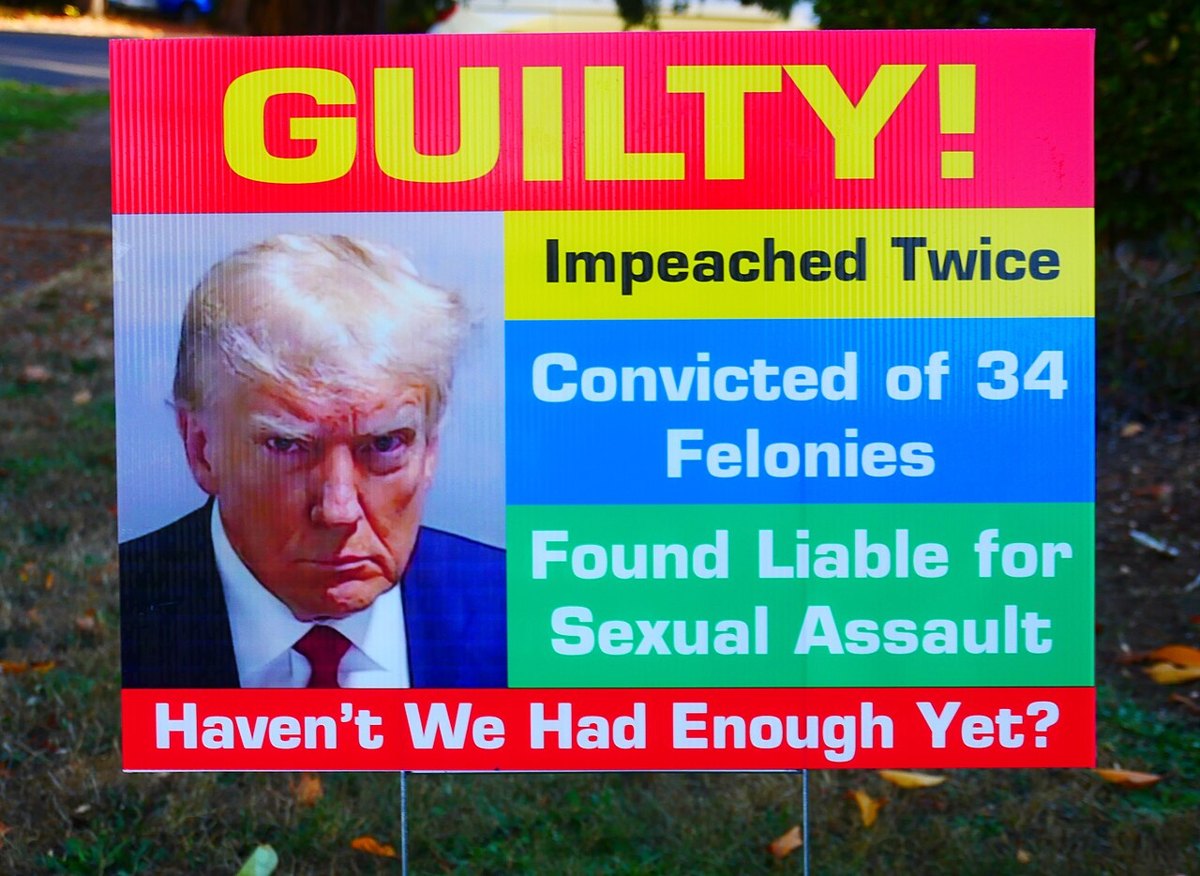 GUILTY!
Impeached Twice
Convicted of 34
Felonies
Found Liable for
Sexual Assault
Haven't We Had Enough Yet?